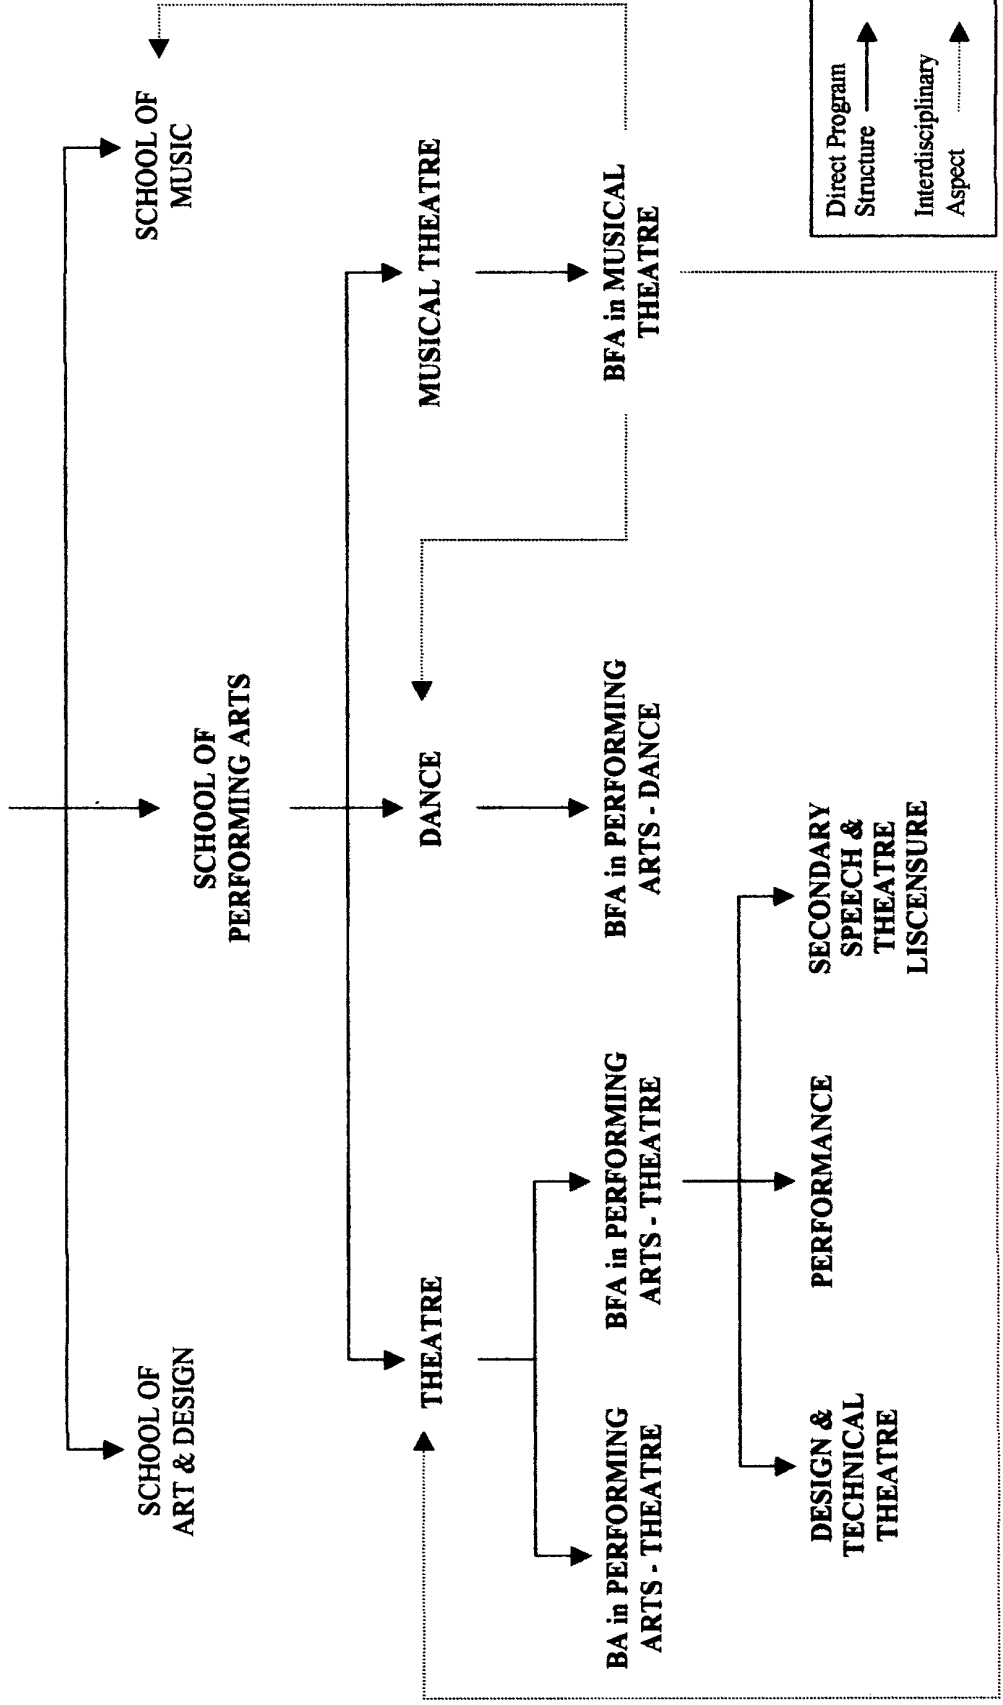 SCHOOL OF
ART & DESIGN
SCHOOL OF
PERFORMING ARTS
SCHOOL OF
MUSIC
THEATRE
DANCE
MUSICAL THEATRE
BA in PERFORMING
ARTS - THEATRE
BFA in PERFORMING
ARTS - THEATRE
BFA in PERFORMING
ARTS - DANCE
BFA in MUSICAL
THEATRE
DESIGN &
TECHNICAL
THEATRE
PERFORMANCE
SECONDARY
SPEECH &
THEATRE
LISCENSURE
Direct Program
Structure
Interdisciplinary
Aspect